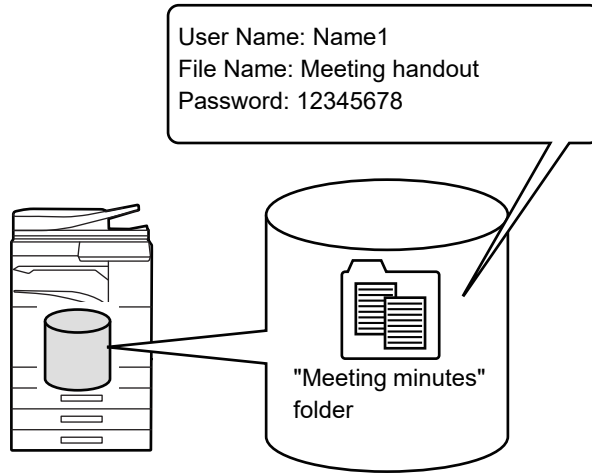 User Name: Name1
File Name: Meeting handout
Password: 12345678
"Meeting minutes"
folder